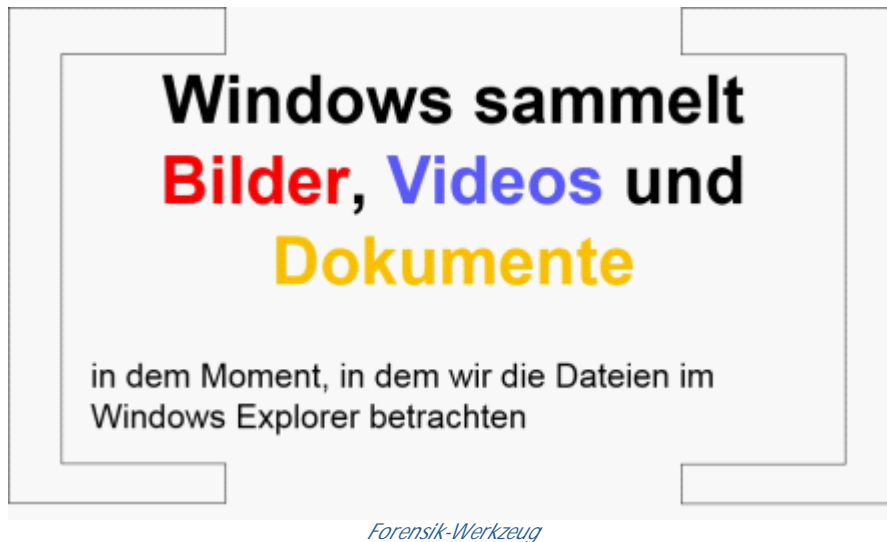 Windows sammelt
Bilder, Videos und
Dokumente
in dem Moment, in dem wir die Dateien im
Windows Explorer betrachten
Forensik-Werkzeug